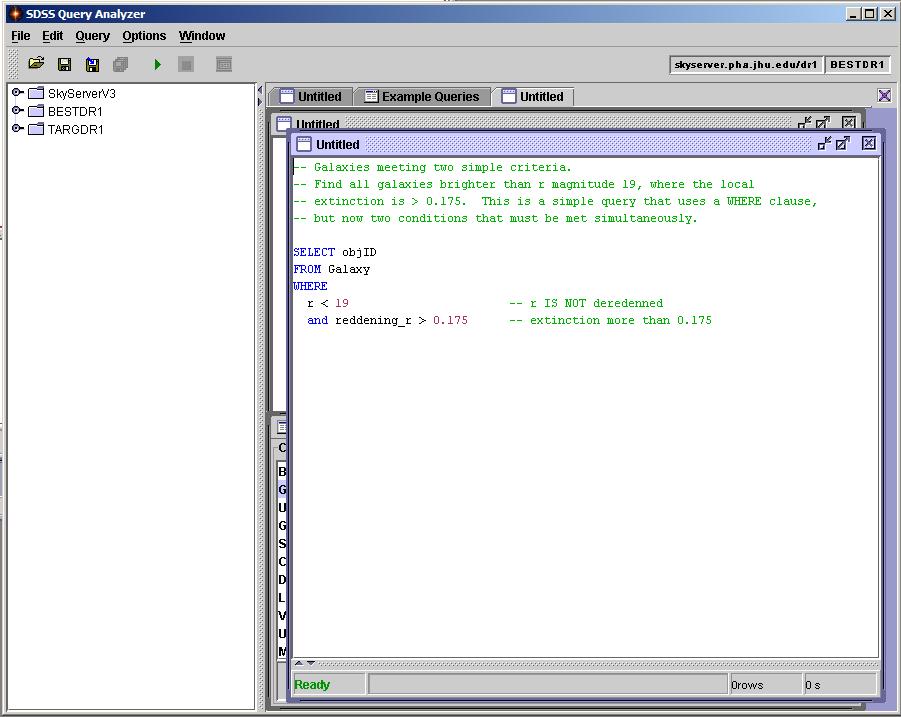 SDSS Query Analyzer
File Edit Query Options Window
skyserver.pha.jhu.edu/dr1 BESTDR1
SkyServerV3
BESTDR1
TARGDR1
Untitled Example Queries Untitled
Untitled
Untitled
-- Galaxies meeting two simple criteria.
-- Find all galaxies brighter than r magnitude 19, where the local
-- extinction is > 0.175.  This is a simple query that uses a WHERE clause,
-- but now two conditions that must be met simultaneously.
SELECT objID
FROM Galaxy
WHERE
r < 19 -- r IS NOT deredenned
and reddening_r > 0.175 -- extinction more than 0.175
C
B
G
U
G
S
C
D
L
V
U
M
Ready 0rows 0 s